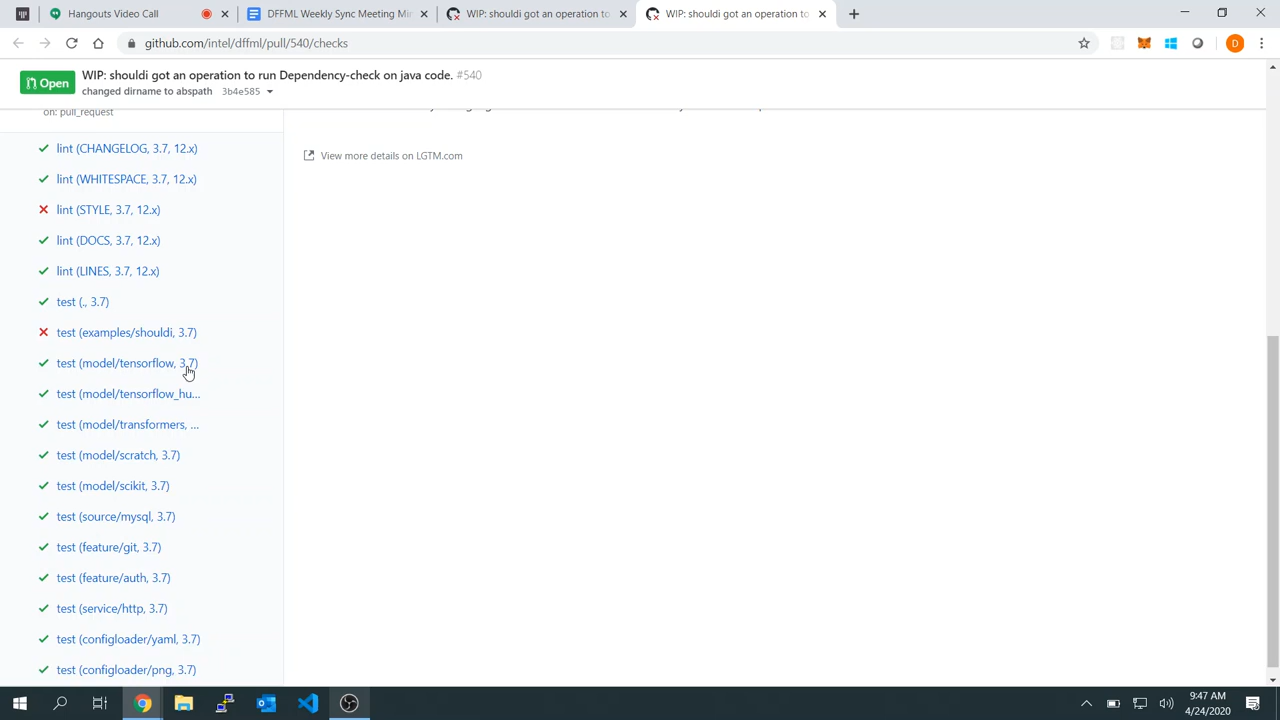 Hangouts Video Call
DFFML Weekly Sync Meeting Min
WIP: shouldi got an operation to
WIP: shouldi got an operation to
github.com/intel/dffml/pull/540/checks
D
Open
WIP: shouldi got an operation to run Dependency-check on java code. #540
changed dirname to abspath 3b4e585
on: pull_request
lint (CHANGELOG, 3.7, 12.x)
View more details on LGTM.com
lint (WHITESPACE, 3.7, 12.x)
lint (STYLE, 3.7, 12.x)
lint (DOCS, 3.7, 12.x)
lint (LINES, 3.7, 12.x)
test (., 3.7)
test (examples/shouldi, 3.7)
test (model/tensorflow, 3.7)
test (model/tensorflow_hu...
test (model/transformers, ...
test (model/scratch, 3.7)
test (model/scikit, 3.7)
test (source/mysql, 3.7)
test (feature/git, 3.7)
test (feature/auth, 3.7)
test (service/http, 3.7)
test (configloader/yaml, 3.7)
test (configloader/png, 3.7)
9:47 AM
4/24/2020